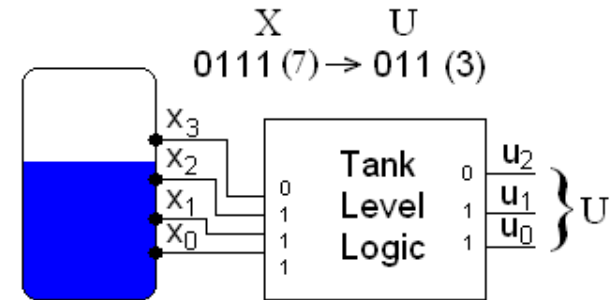 X U
0111 (7) → 011 (3)
x3
x2
x1
x0
0
1
1
1
Tank
Level
Logic
0
1
1
u2
u1
u0
} U